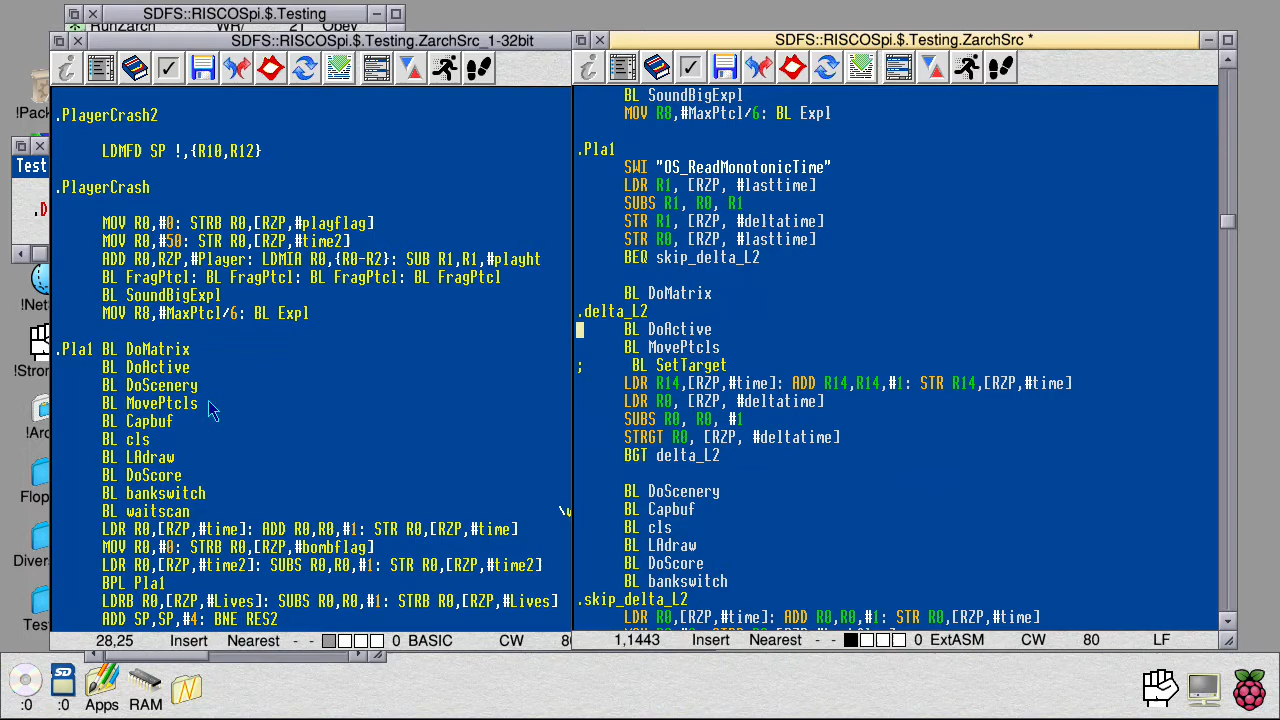 SDFS::RISCOSpi.$.Testing
SDFS::RISCOSpi.$.Testing.ZarchSrc_1-32bit
SDFS::RISCOSpi.$.Testing.ZarchSrc *
.PlayerCrash2
LDMFD SP !,{R10,R12}
.PlayerCrash
MOV R0,#0: STRB R0,[RZP,#playflag]
MOV R0,#50: STR R0,[RZP,#time2]
ADD R0,RZP,#Player: LDMIA R0,{R0-R2}: SUB R1,R1,#playht
BL FragPtcl: BL FragPtcl: BL FragPtcl: BL FragPtcl
BL SoundBigExpl
MOV R8,#MaxPtcl/6: BL Expl
.Pla1 BL DoMatrix
BL DoActive
BL DoScenery
BL MovePtcls
BL Capbuf
BL cls
BL LAdraw
BL DoScore
BL bankswitch
BL waitscan
LDR R0,[RZP,#time]: ADD R0,R0,#1: STR R0,[RZP,#time]
MOV R0,#0: STRB R0,[RZP,#bombflag]
LDR R0,[RZP,#time2]: SUBS R0,R0,#1: STR R0,[RZP,#time2]
BPL Pla1
LDRB R0,[RZP,#Lives]: SUBS R0,R0,#1: STRB R0,[RZP,#Lives]
ADD SP,SP,#4: BNE RES2
28,25 Insert Nearest - - 0 BASIC CW
BL SoundBigExpl
MOV R8,#MaxPtcl/6: BL Expl
.Pla1
SWI "OS_ReadMonotonicTime"
LDR R1, [RZP, #lasttime]
SUBS R1, R0, R1
STR R1, [RZP, #deltatime]
STR R0, [RZP, #lasttime]
BEQ skip_delta_L2
BL DoMatrix
.delta_L2
BL DoActive
BL MovePtcls
; BL SetTarget
LDR R14,[RZP,#time]: ADD R14,R14,#1: STR R14,[RZP,#time]
LDR R0, [RZP, #deltatime]
SUBS R0, R0, #1
STRGT R0, [RZP, #deltatime]
BGT delta_L2
BL DoScenery
BL Capbuf
BL cls
BL LAdraw
BL DoScore
BL bankswitch
.skip_delta_L2
LDR R0,[RZP,#time]: ADD R0,R0,#1: STR R0,[RZP,#time]
1,1443 Insert Nearest - - 0 ExtASM CW 80 LF
Test
:0
:0
Apps
RAM